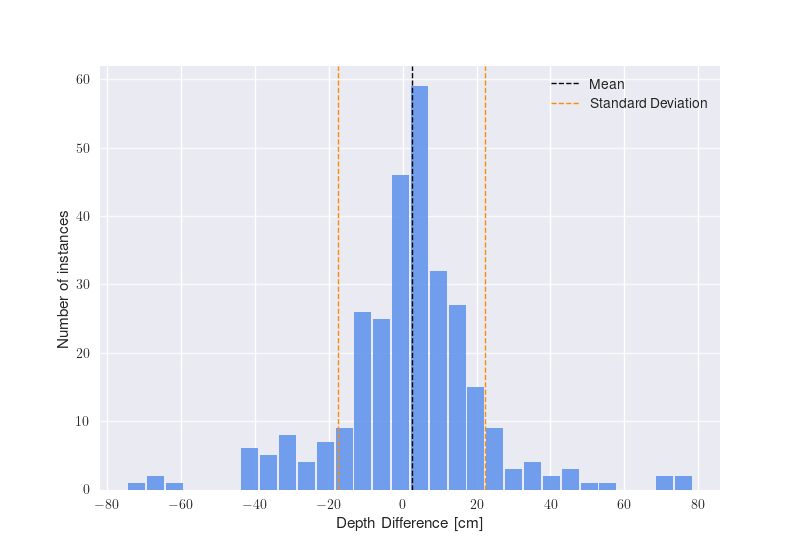 60
50
40
30
20
10
0
−80 −60 −40 −20 0 20 40 60 80
Number of instances
Depth Difference [cm]
Mean
Standard Deviation